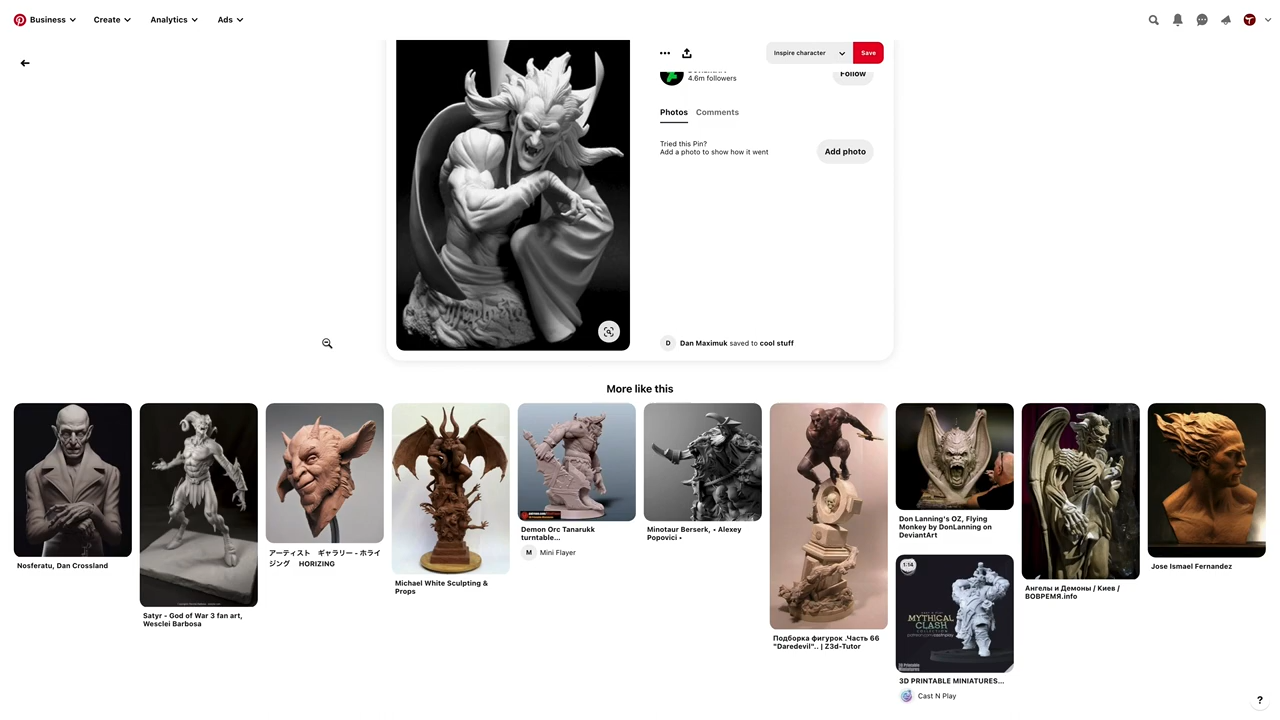 Business
Create
Analytics
Ads
Inspire character
Save
4.6m followers
Follow
Photos
Comments
Tried this Pin?
Add a photo to show how it went
Add photo
D
Dan Maximuk saved to cool stuff
More like this
Nosferatu, Dan Crossland
Satyr - God of War 3 fan art,
Wesclei Barbosa
アーティスト ギャラリー - ホライ
ジング HORIZING
Michael White Sculpting &
Props
Demon Orc Tanarukk
turntable...
M Mini Flayer
Minotaur Berserk, • Alexey
Popovici •
Подборка фигурок .Часть 66
"Daredevil".. | Z3d-Tutor
Don Lanning's OZ, Flying
Monkey by DonLanning on
DeviantArt
1:14
MYTHICAL
CLASH
COLLECTION
3D PRINTABLE MINIATURES...
Cast N Play
Ангелы и Демоны / Киев /
ВОВРЕМЯ.info
Jose Ismael Fernandez
?